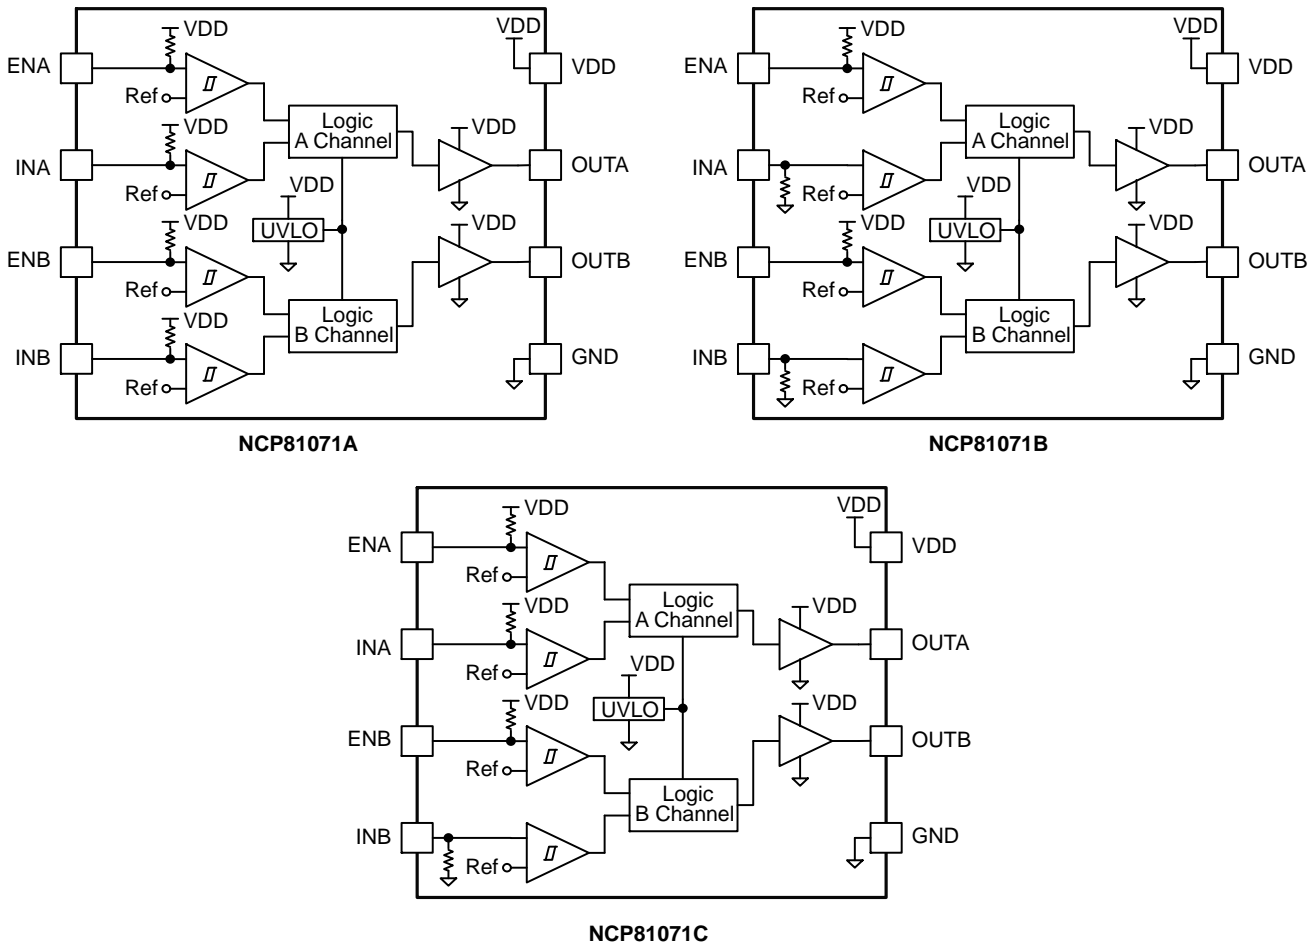 VDD
VDD
ENA
VDD
Ref
Logic
A Channel
VDD
VDD
INA
OUTA
Ref
VDD
VDD
UVLO
ENB
OUTB
Ref
Logic
B Channel
VDD
INB
GND
Ref
NCP81071A
VDD
VDD
ENA
VDD
Ref
Logic
A Channel
VDD
INA
OUTA
Ref
VDD
VDD
VDD
UVLO
ENB
OUTB
Ref
Logic
B Channel
INB
GND
Ref
NCP81071B
VDD
VDD
ENA
VDD
Ref
Logic
A Channel
VDD
VDD
INA
OUTA
Ref
VDD
VDD
VDD
UVLO
ENB
OUTB
Ref
Logic
B Channel
INB
GND
Ref
NCP81071C